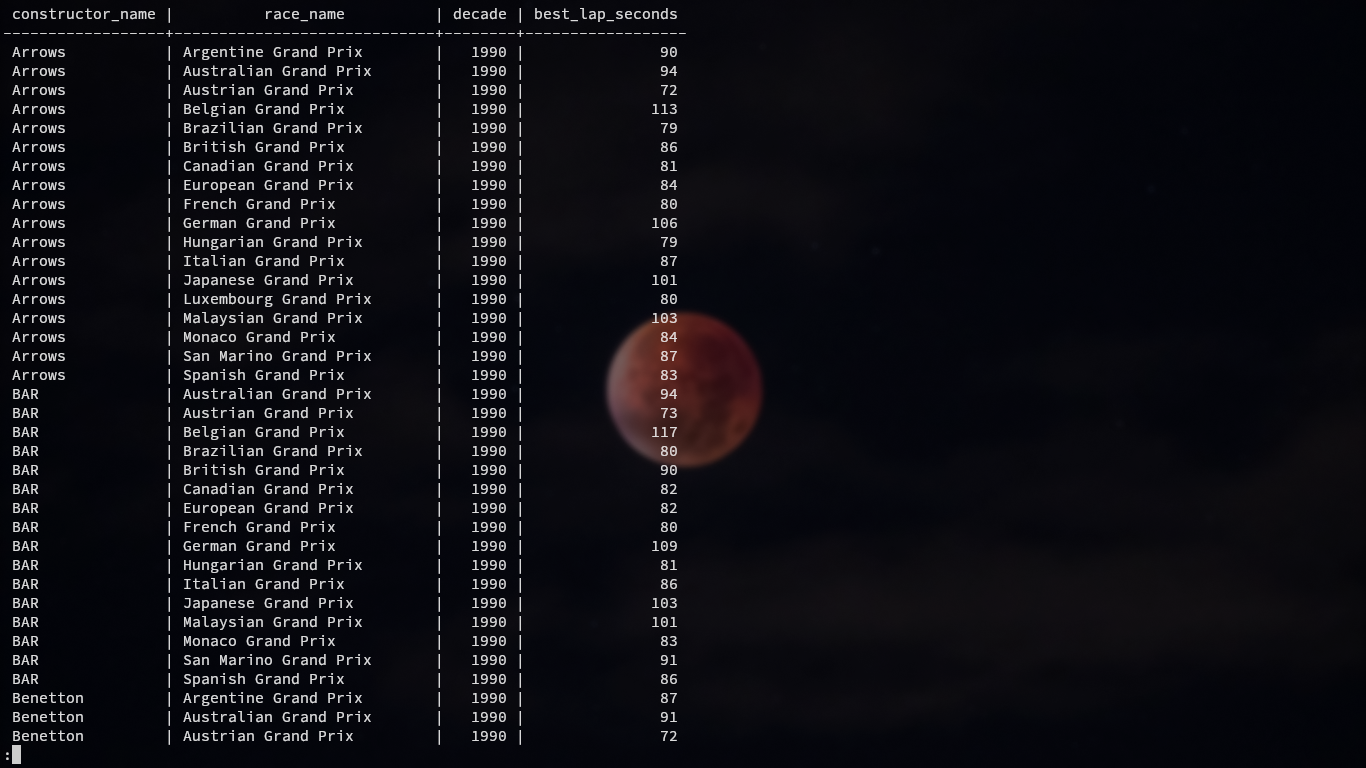 constructor_name |          race_name          | decade | best_lap_seconds
------------------+-----------------------------+--------+------------------
 Arrows           | Argentine Grand Prix        |   1990 |               90
 Arrows           | Australian Grand Prix       |   1990 |               94
 Arrows           | Austrian Grand Prix         |   1990 |               72
 Arrows           | Belgian Grand Prix          |   1990 |              113
 Arrows           | Brazilian Grand Prix        |   1990 |               79
 Arrows           | British Grand Prix          |   1990 |               86
 Arrows           | Canadian Grand Prix         |   1990 |               81
 Arrows           | European Grand Prix         |   1990 |               84
 Arrows           | French Grand Prix           |   1990 |               80
 Arrows           | German Grand Prix           |   1990 |              106
 Arrows           | Hungarian Grand Prix        |   1990 |               79
 Arrows           | Italian Grand Prix          |   1990 |               87
 Arrows           | Japanese Grand Prix         |   1990 |              101
 Arrows           | Luxembourg Grand Prix       |   1990 |               80
 Arrows           | Malaysian Grand Prix        |   1990 |              103
 Arrows           | Monaco Grand Prix           |   1990 |               84
 Arrows           | San Marino Grand Prix       |   1990 |               87
 Arrows           | Spanish Grand Prix          |   1990 |               83
 BAR              | Australian Grand Prix       |   1990 |               94
 BAR              | Austrian Grand Prix         |   1990 |               73
 BAR              | Belgian Grand Prix          |   1990 |              117
 BAR              | Brazilian Grand Prix        |   1990 |               80
 BAR              | British Grand Prix          |   1990 |               90
 BAR              | Canadian Grand Prix         |   1990 |               82
 BAR              | European Grand Prix         |   1990 |               82
 BAR              | French Grand Prix           |   1990 |               80
 BAR              | German Grand Prix           |   1990 |              109
 BAR              | Hungarian Grand Prix        |   1990 |               81
 BAR              | Italian Grand Prix          |   1990 |               86
 BAR              | Japanese Grand Prix         |   1990 |              103
 BAR              | Malaysian Grand Prix        |   1990 |              101
 BAR              | Monaco Grand Prix           |   1990 |               83
 BAR              | San Marino Grand Prix       |   1990 |               91
 BAR              | Spanish Grand Prix          |   1990 |               86
 Benetton         | Argentine Grand Prix        |   1990 |               87
 Benetton         | Australian Grand Prix       |   1990 |               91
 Benetton         | Austrian Grand Prix         |   1990 |               72
: